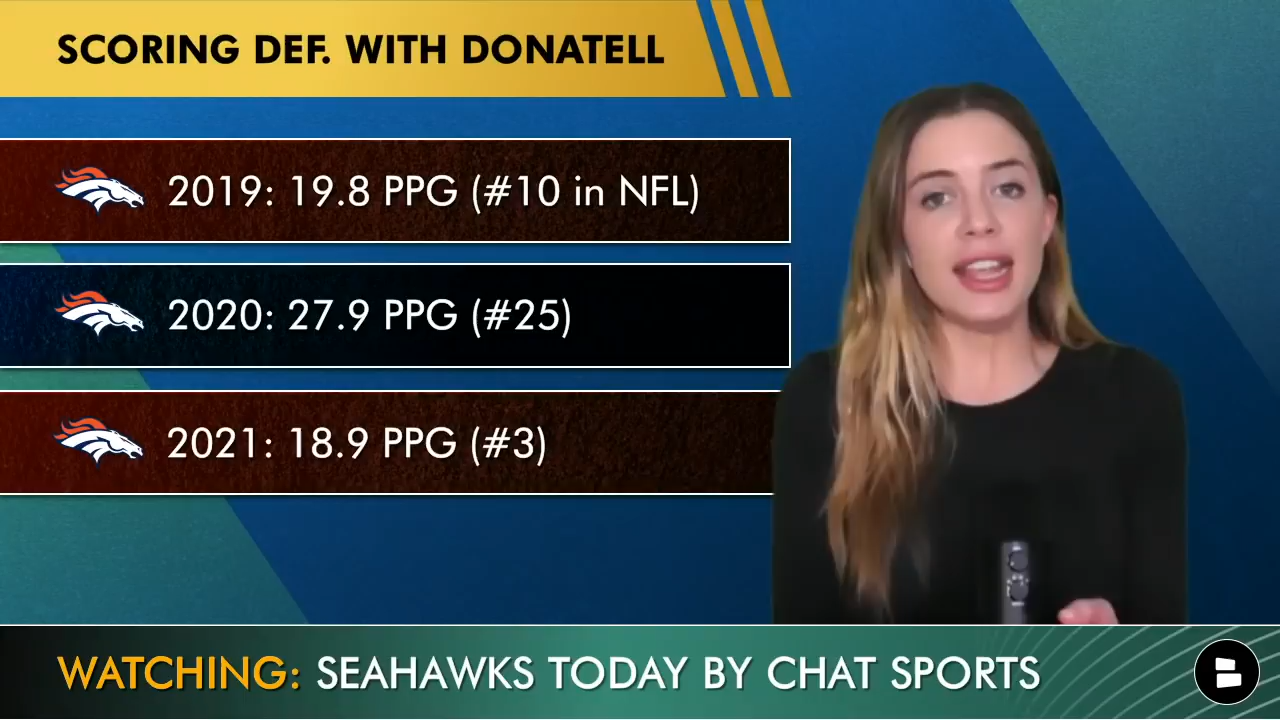 SCORING DEF. WITH DONATELL
2019: 19.8 PPG (#10 in NFL)
2020: 27.9 PPG (#25)
2021: 18.9 PPG (#3)
WATCHING: SEAHAWKS TODAY BY CHAT SPORTS